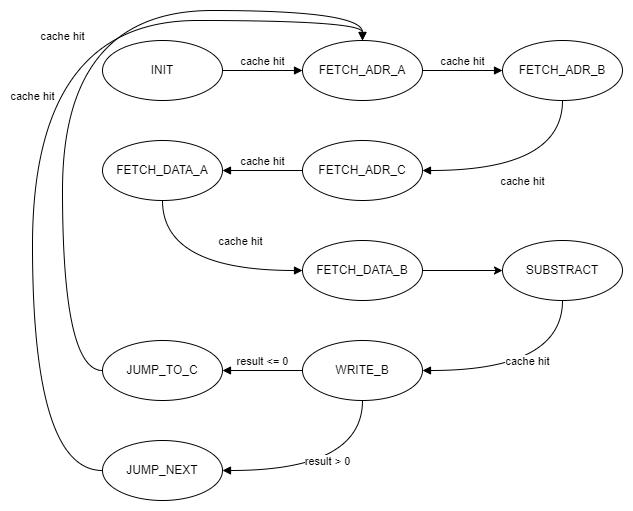 cache hit
INIT
cache hit
FETCH_ADR_A
cache hit
FETCH_ADR_B
cache hit
FETCH_DATA_A
cache hit
FETCH_ADR_C
cache hit
cache hit
FETCH_DATA_B
SUBSTRACT
JUMP_TO_C
result <= 0
WRITE_B
cache hit
JUMP_NEXT
result > 0